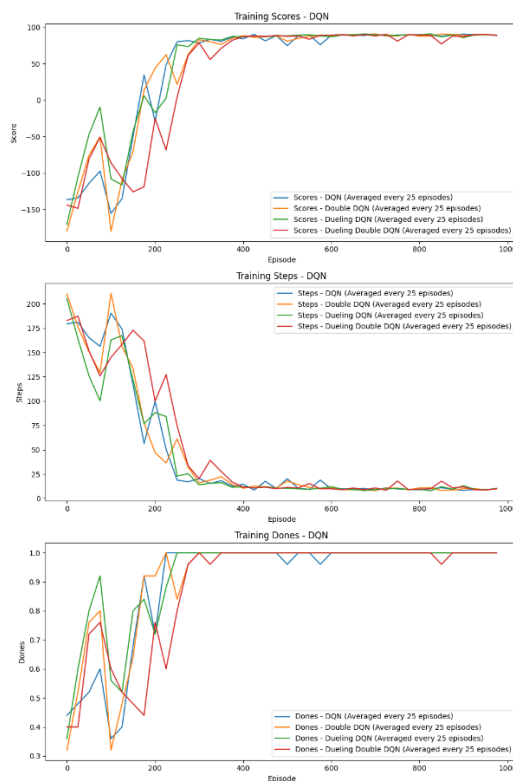 Training Scores - DQN
100
50
0
−50
−100
−150
Score
Scores - DQN (Averaged every 25 episodes)
Scores - Double DQN (Averaged every 25 episodes)
Scores - Dueling DQN (Averaged every 25 episodes)
Scores - Dueling Double DQN (Averaged every 25 episodes)
0 200 400 600 800 1000
Episode
Training Steps - DQN
200
175
150
125
100
75
50
25
0
Steps
Steps - DQN (Averaged every 25 episodes)
Steps - Double DQN (Averaged every 25 episodes)
Steps - Dueling DQN (Averaged every 25 episodes)
Steps - Dueling Double DQN (Averaged every 25 episodes)
0 200 400 600 800 1000
Episode
Training Dones - DQN
1.0
0.9
0.8
0.7
0.6
0.5
0.4
0.3
Dones
Dones - DQN (Averaged every 25 episodes)
Dones - Double DQN (Averaged every 25 episodes)
Dones - Dueling DQN (Averaged every 25 episodes)
Dones - Dueling Double DQN (Averaged every 25 episodes)
0 200 400 600 800 1000
Episode